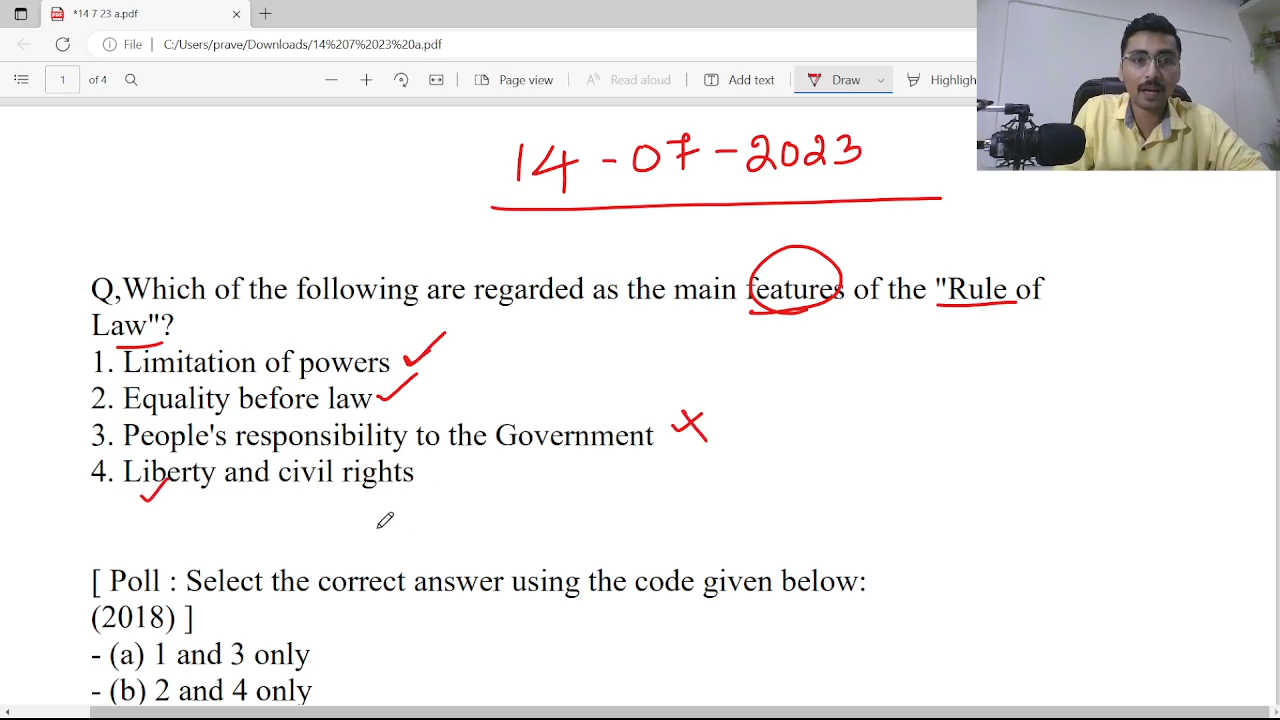 *14 7 23 a.pdf
File | C:/Users/prave/Downloads/14%207%2023%20a.pdf
1 of 4 Page view Read aloud Add text Draw Highligh
14-07-2023
Q,Which of the following are regarded as the main features of the "Rule of
Law"?
1. Limitation of powers
2. Equality before law
3. People's responsibility to the Government
4. Liberty and civil rights
[ Poll : Select the correct answer using the code given below:
(2018) ]
- (a) 1 and 3 only
- (b) 2 and 4 only